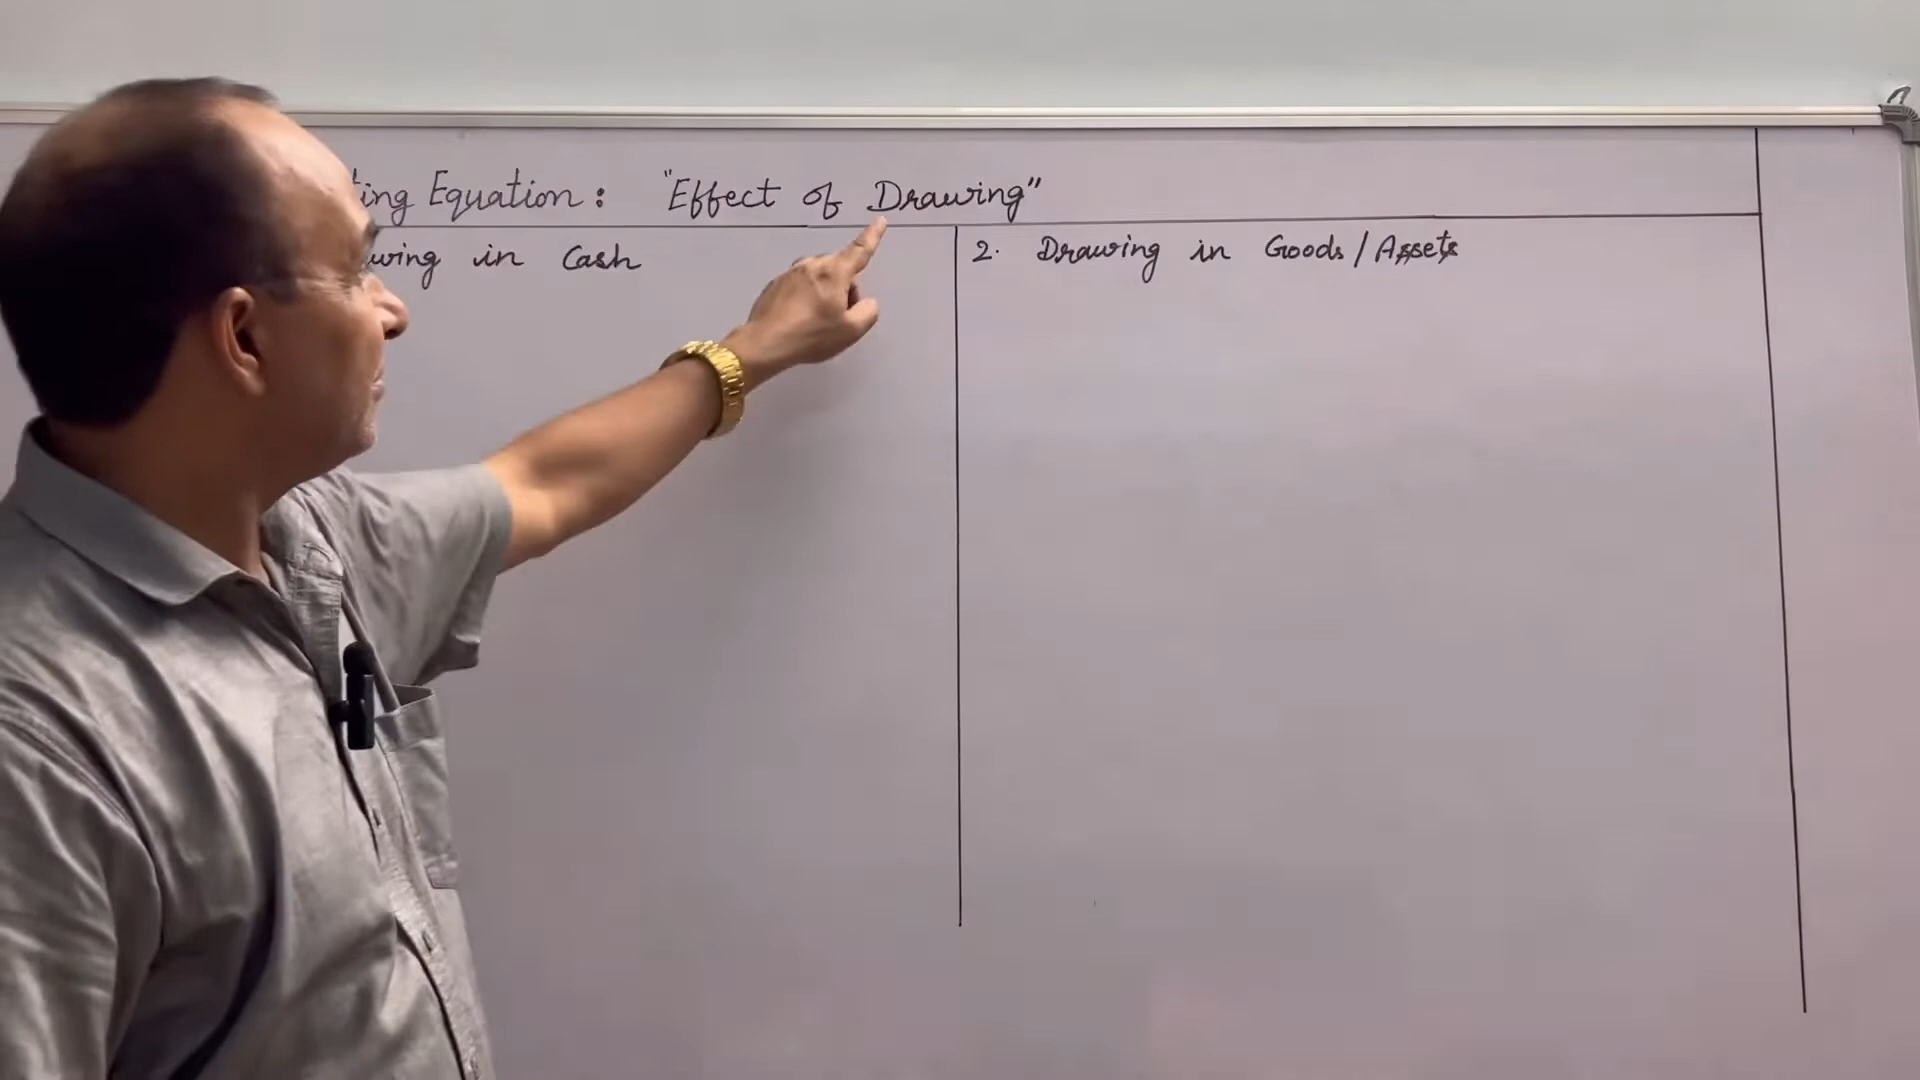 ting Equation: "Effect of Drawing"
wing in Cash
2. Drawing in Goods/Assets